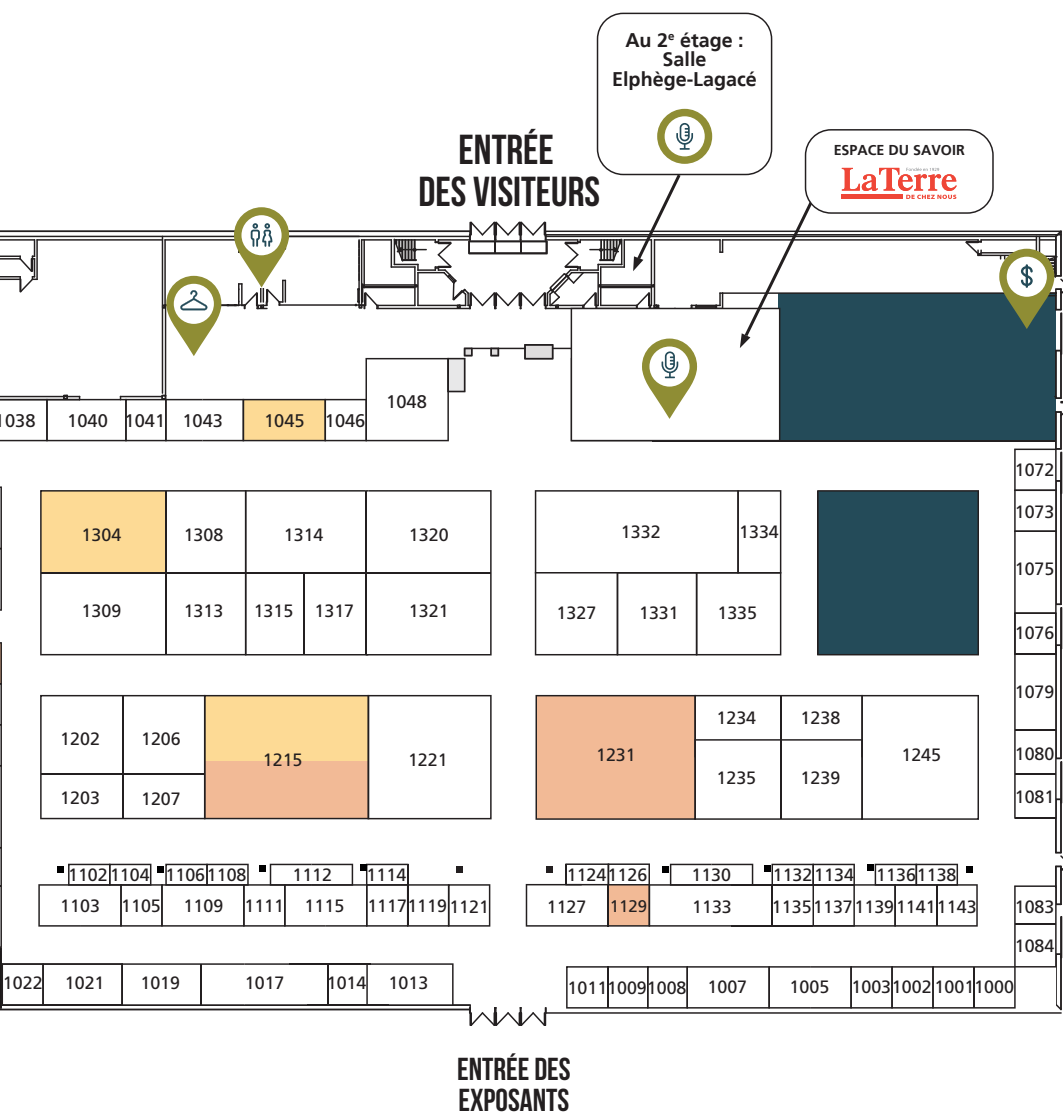 Au 2e étage :
Salle
Elphège-Lagacé
ENTRÉE
DES VISITEURS
ESPACE DU SAVOIR
Fondée en 1929
LaTerre
DE CHEZ NOUS
$
1038 1040 1041 1043 1045 1046 1048
1072
1073
1075
1076
1079
1080
1081
1304 1308 1314 1320
1309 1313 1315 1317 1321
1332 1334
1327 1331 1335
1202 1206 1215 1221
1203 1207
1231 1234 1238 1245
1235 1239
1102 1104 1106 1108 1112 1114
1103 1105 1109 1111 1115 1117 1119 1121
1124 1126 1130 1132 1134 1136 1138
1127 1129 1133 1135 1137 1139 1141 1143
1083
1084
1022 1021 1019 1017 1014 1013
1011 1009 1008 1007 1005 1003 1002 1001 1000
ENTRÉE DES
EXPOSANTS